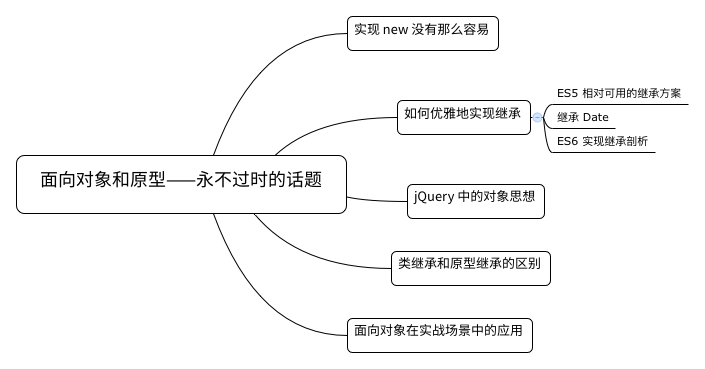 实现 new 没有那么容易
如何优雅地实现继承
ES5 相对可用的继承方案
继承 Date
ES6 实现继承剖析
面向对象和原型——永不过时的话题
jQuery 中的对象思想
类继承和原型继承的区别
面向对象在实战场景中的应用